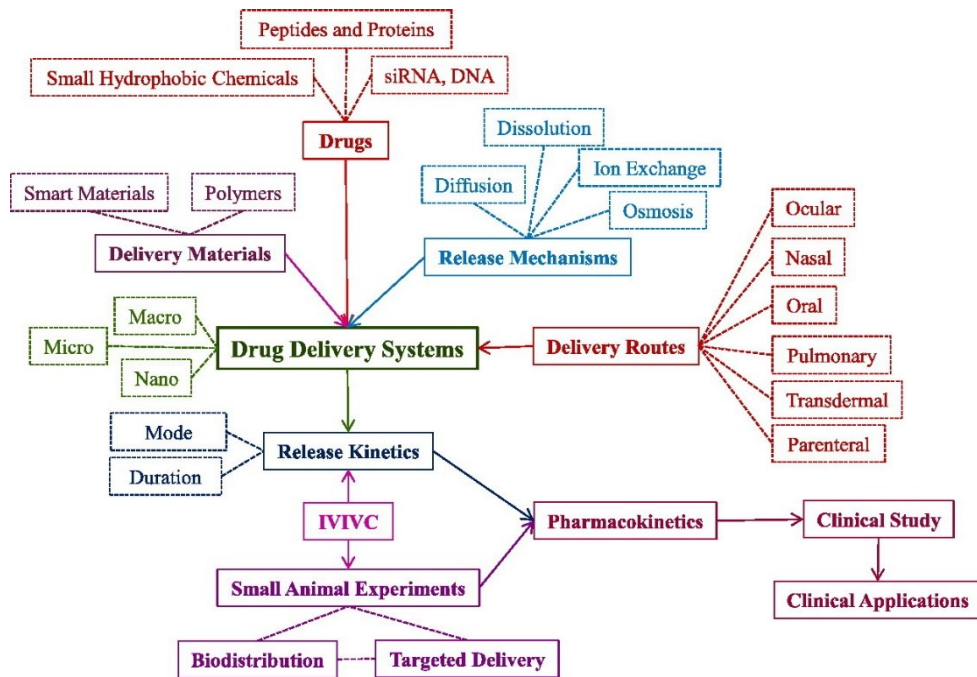 Peptides and Proteins
Small Hydrophobic Chemicals
siRNA, DNA
Drugs
Dissolution
Ion Exchange
Diffusion
Osmosis
Release Mechanisms
Smart Materials
Polymers
Delivery Materials
Ocular
Nasal
Oral
Pulmonary
Transdermal
Parenteral
Delivery Routes
Macro
Micro
Nano
Drug Delivery Systems
Mode
Duration
Release Kinetics
IVIVC
Small Animal Experiments
Biodistribution
Targeted Delivery
Pharmacokinetics
Clinical Study
Clinical Applications